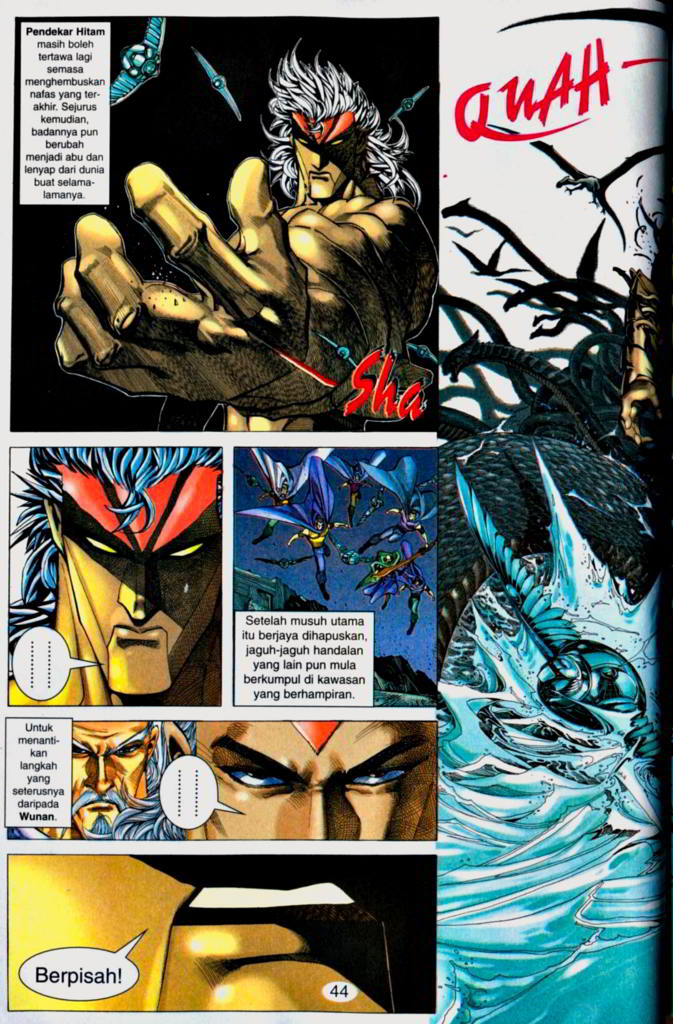 Pendekar Hitam
masih boleh
tertawa lagi
semasa
menghembuskan
nafas yang ter-
akhir. Sejurus
kemudian,
badannya pun
berubah
menjadi abu dan
lenyap dari dunia
buat selama-
lamanya.
QUAH-
Sha
Setelah musuh utama
itu berjaya dihapuskan,
jaguh-jaguh handalan
yang lain pun mula
berkumpul di kawasan
yang berhampiran.
Untuk
menanti-
kan
langkah
yang
seterusnya
daripada
Wunan.
Berpisah!
44